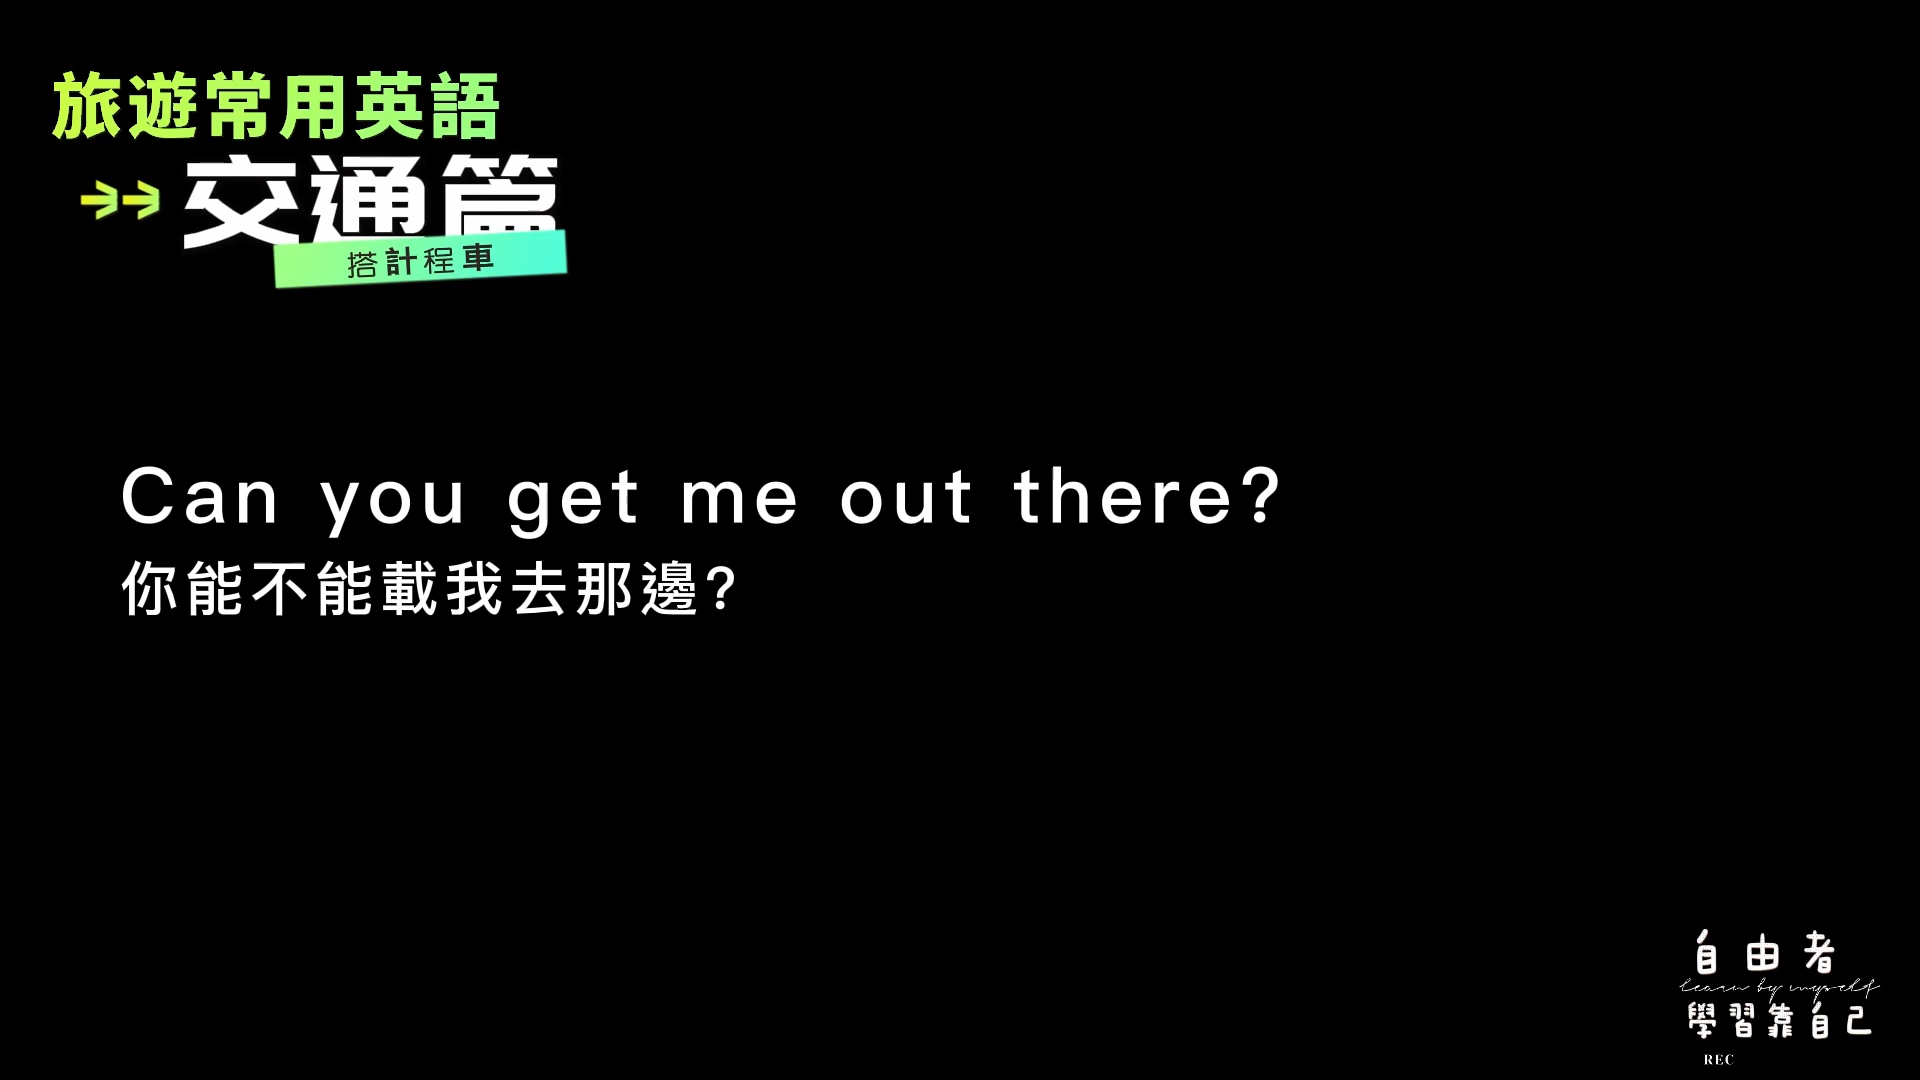 旅遊常用英語
交通篇
搭計程車
Can you get me out there?
你能不能載我去那邊?
自由者
learn by myself
學習靠自己
REC